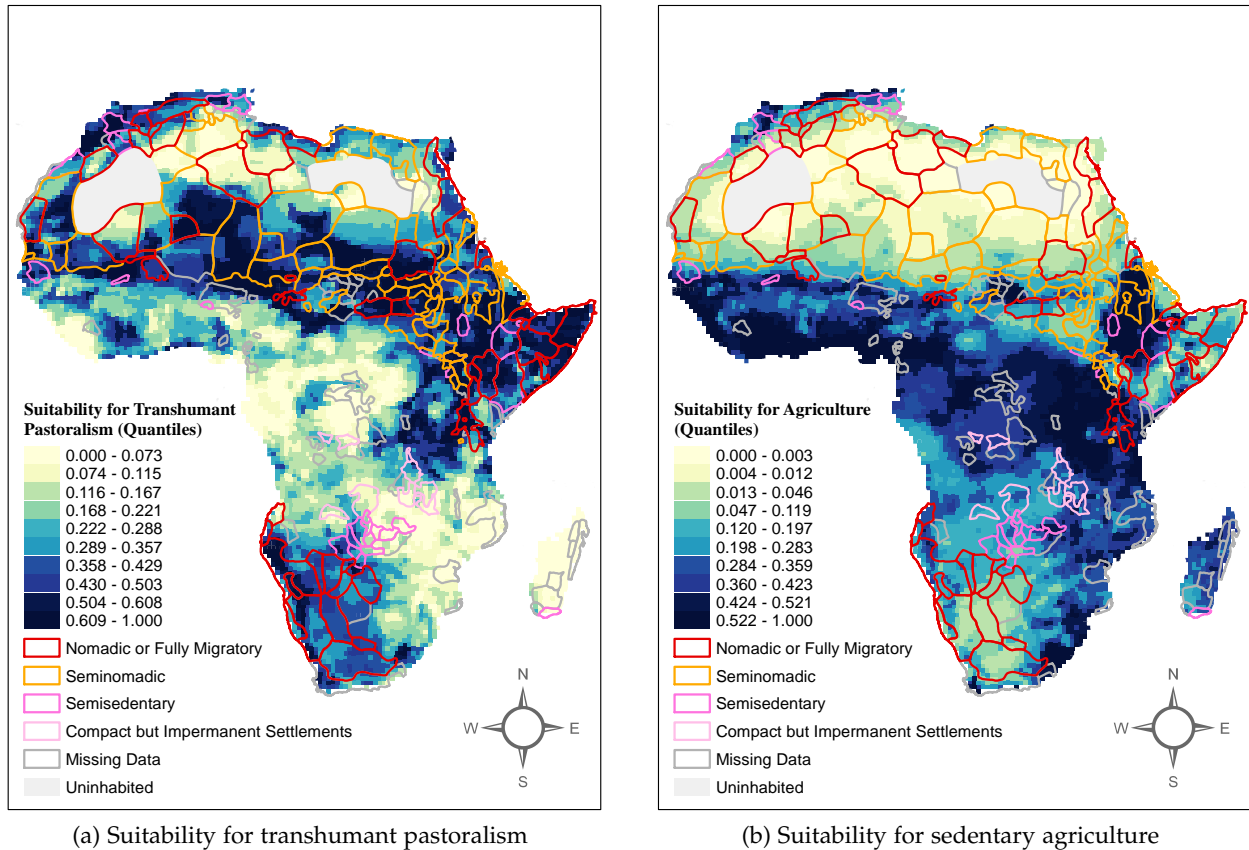 Suitability for Transhumant
Pastoralism (Quantiles)
0.000 - 0.073
0.074 - 0.115
0.116 - 0.167
0.168 - 0.221
0.222 - 0.288
0.289 - 0.357
0.358 - 0.429
0.430 - 0.503
0.504 - 0.608
0.609 - 1.000
Nomadic or Fully Migratory
Seminomadic
Semisedentary
Compact but Impermanent Settlements
Missing Data
Uninhabited
N
W E
S
(a) Suitability for transhumant pastoralism
Suitability for Agriculture
(Quantiles)
0.000 - 0.003
0.004 - 0.012
0.013 - 0.046
0.047 - 0.119
0.120 - 0.197
0.198 - 0.283
0.284 - 0.359
0.360 - 0.423
0.424 - 0.521
0.522 - 1.000
Nomadic or Fully Migratory
Seminomadic
Semisedentary
Compact but Impermanent Settlements
Missing Data
Uninhabited
N
W E
S
(b) Suitability for sedentary agriculture